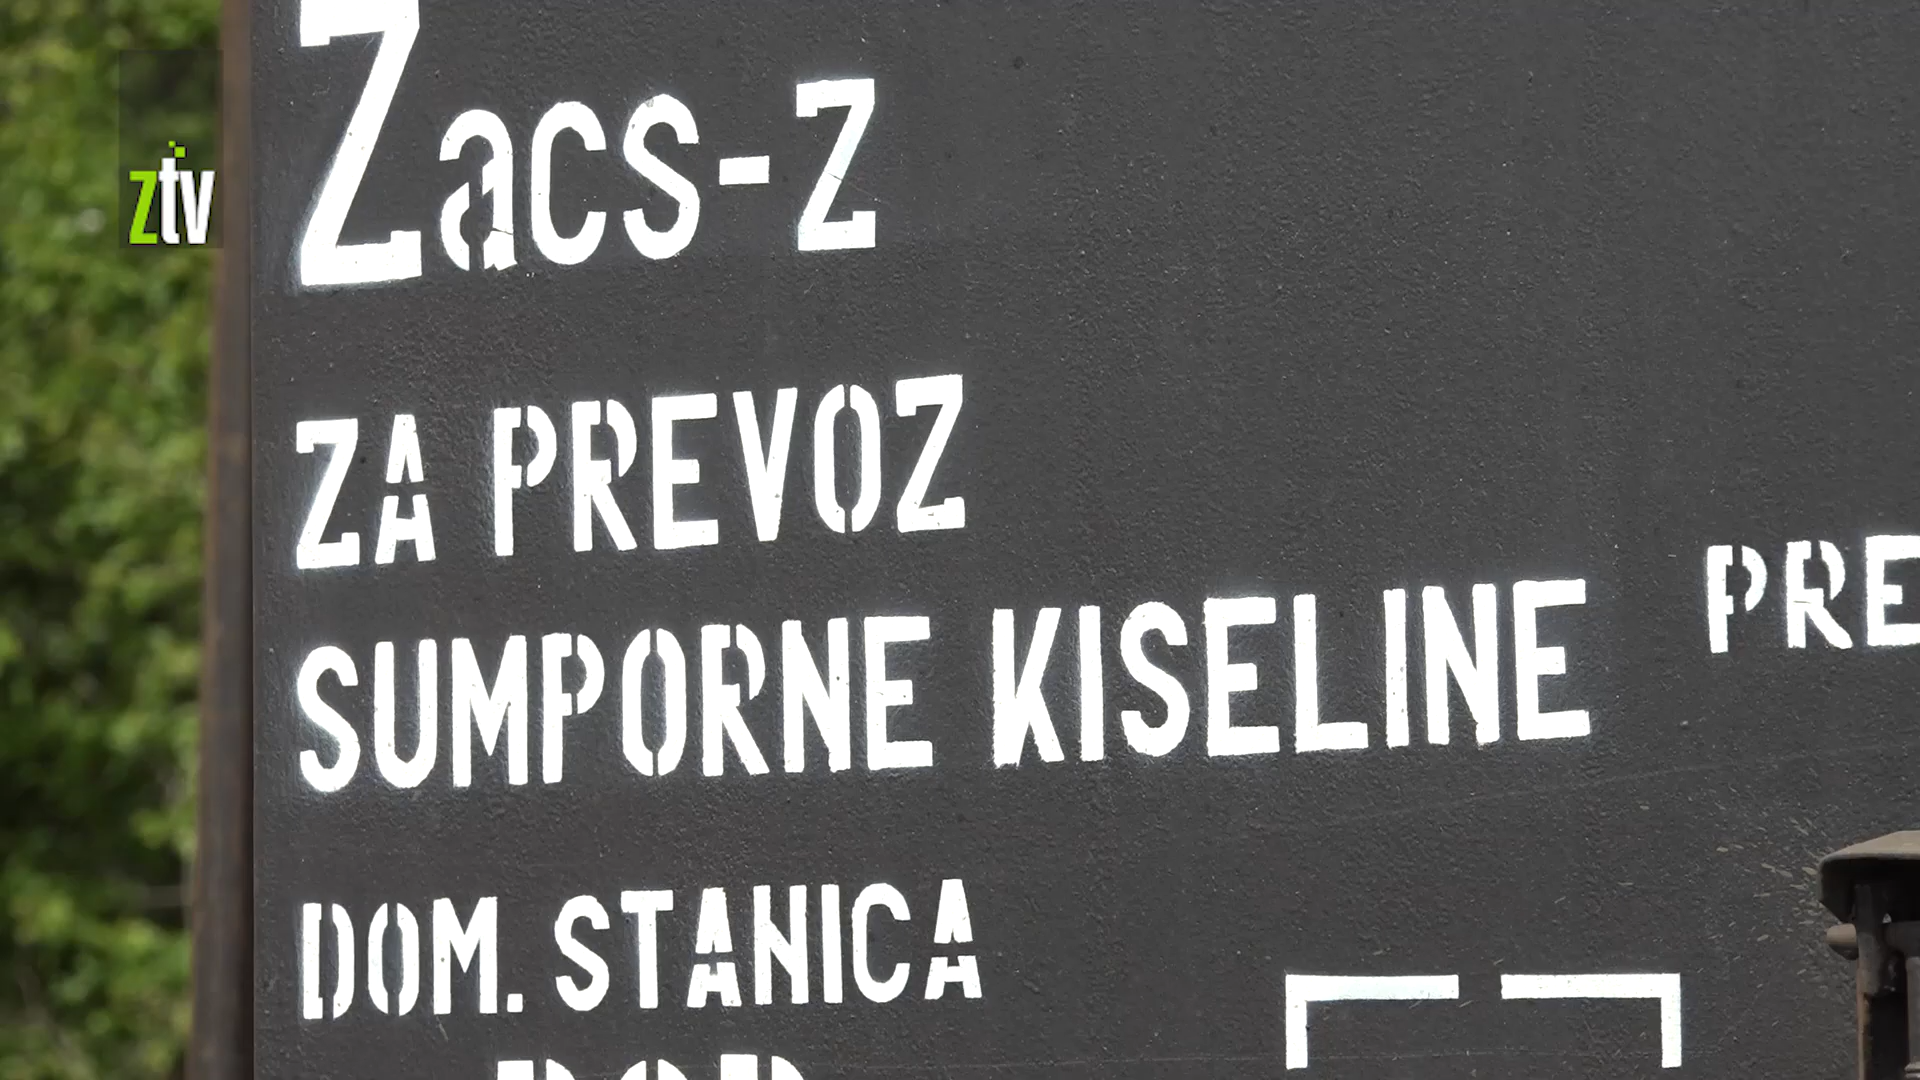 ztv
Zacs-z
ZA PREVOZ
SUMPORNE KISELINE
PRE
DOM. STANICA